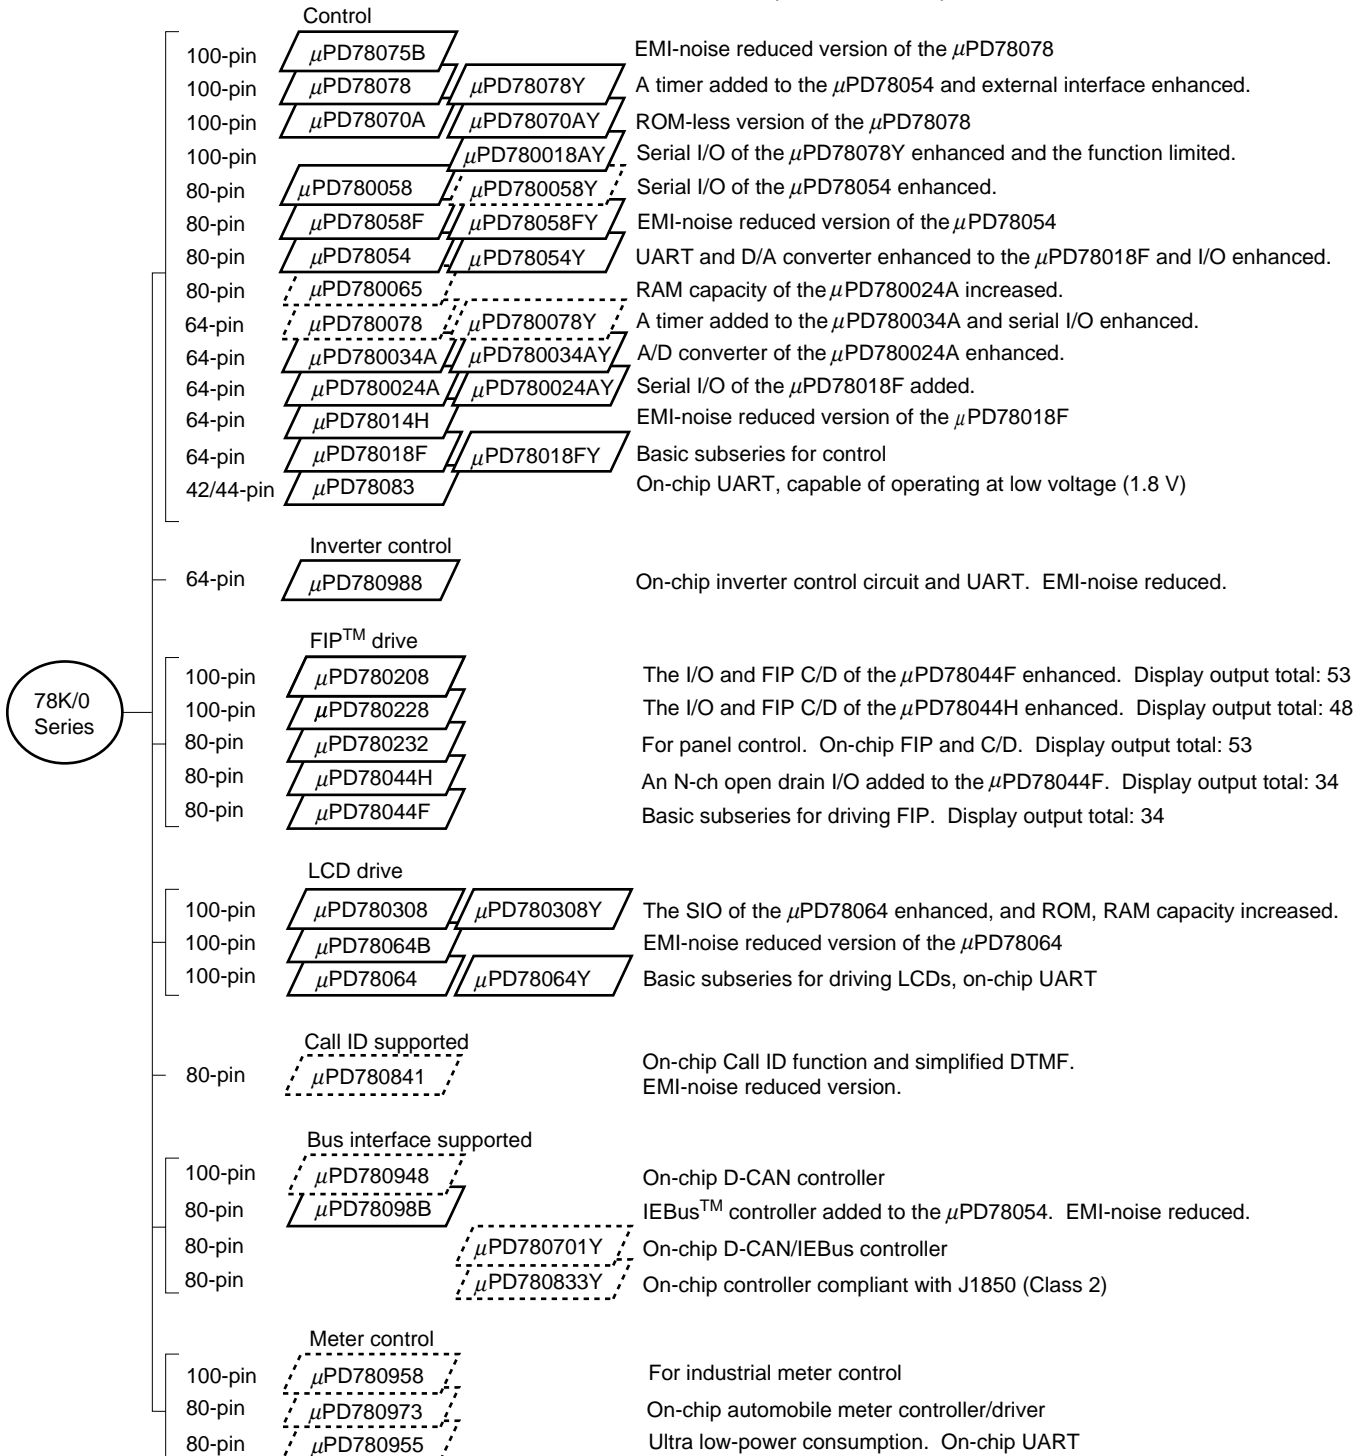 Control
100-pin μPD78075B EMI-noise reduced version of the μPD78078
100-pin μPD78078 μPD78078Y A timer added to the μPD78054 and external interface enhanced.
100-pin μPD78070A μPD78070AY ROM-less version of the μPD78078
100-pin μPD780018AY Serial I/O of the μPD78078Y enhanced and the function limited.
80-pin μPD780058 μPD780058Y Serial I/O of the μPD78054 enhanced.
80-pin μPD78058F μPD78058FY EMI-noise reduced version of the μPD78054
80-pin μPD78054 μPD78054Y UART and D/A converter enhanced to the μPD78018F and I/O enhanced.
80-pin μPD780065 RAM capacity of the μPD780024A increased.
64-pin μPD780078 μPD780078Y A timer added to the μPD780034A and serial I/O enhanced.
64-pin μPD780034A μPD780034AY A/D converter of the μPD780024A enhanced.
64-pin μPD780024A μPD780024AY Serial I/O of the μPD78018F added.
64-pin μPD78014H EMI-noise reduced version of the μPD78018F
64-pin μPD78018F μPD78018FY Basic subseries for control
42/44-pin μPD78083 On-chip UART, capable of operating at low voltage (1.8 V)
Inverter control
64-pin μPD780988 On-chip inverter control circuit and UART. EMI-noise reduced.
FIP™ drive
78K/0 Series
100-pin μPD780208 The I/O and FIP C/D of the μPD78044F enhanced. Display output total: 53
100-pin μPD780228 The I/O and FIP C/D of the μPD78044H enhanced. Display output total: 48
80-pin μPD780232 For panel control. On-chip FIP and C/D. Display output total: 53
80-pin μPD78044H An N-ch open drain I/O added to the μPD78044F. Display output total: 34
80-pin μPD78044F Basic subseries for driving FIP. Display output total: 34
LCD drive
100-pin μPD780308 μPD780308Y The SIO of the μPD78064 enhanced, and ROM, RAM capacity increased.
100-pin μPD78064B EMI-noise reduced version of the μPD78064
100-pin μPD78064 μPD78064Y Basic subseries for driving LCDs, on-chip UART
Call ID supported
80-pin μPD780841 On-chip Call ID function and simplified DTMF.
EMI-noise reduced version.
Bus interface supported
100-pin μPD780948 On-chip D-CAN controller
80-pin μPD78098B IEBus™ controller added to the μPD78054. EMI-noise reduced.
80-pin μPD780701Y On-chip D-CAN/IEBus controller
80-pin μPD780833Y On-chip controller compliant with J1850 (Class 2)
Meter control
100-pin μPD780958 For industrial meter control
80-pin μPD780973 On-chip automobile meter controller/driver
80-pin μPD780955 Ultra low-power consumption. On-chip UART